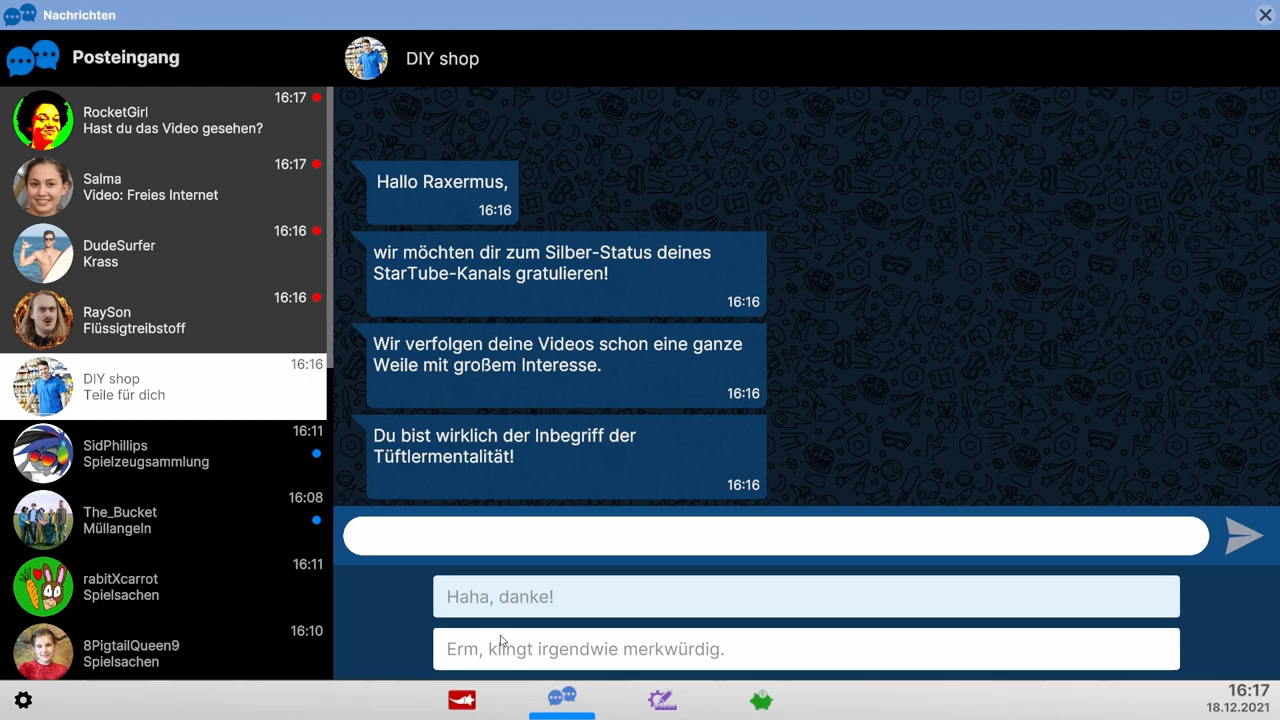 Nachrichten
Posteingang
RocketGirl
16:17
Hast du das Video gesehen?
Salma
16:17
Video: Freies Internet
DudeSurfer
16:16
Krass
RaySon
16:16
Flüssigtreibstoff
DIY shop
16:16
Teile für dich
SidPhillips
16:11
Spielzeugsammlung
The_Bucket
16:08
Müllangeln
rabitXcarrot
16:11
Spielsachen
8PigtailQueen9
16:10
Spielsachen
DIY shop
Hallo Raxermus,
16:16
wir möchten dir zum Silber-Status deines
StarTube-Kanals gratulieren!
16:16
Wir verfolgen deine Videos schon eine ganze
Weile mit großem Interesse.
16:16
Du bist wirklich der Inbegriff der
Tüftlermentalität!
16:16
Haha, danke!
Erm, klingt irgendwie merkwürdig.
16:17
18.12.2021